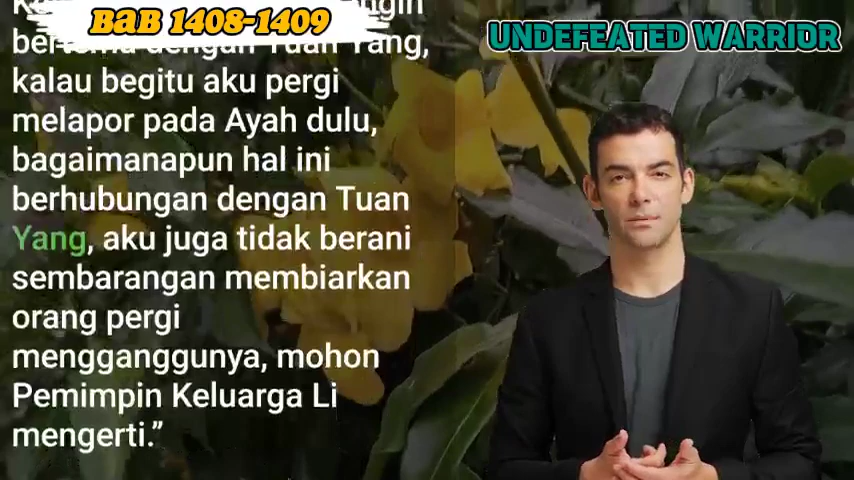 BaB 1408-1409
UNDEFEATED WARRIOR
kalau begitu aku pergi
melapor pada Ayah dulu,
bagaimanapun hal ini
berhubungan dengan Tuan
Yang, aku juga tidak berani
sembarangan membiarkan
orang pergi
mengganggunya, mohon
Pemimpin Keluarga Li
mengerti.”